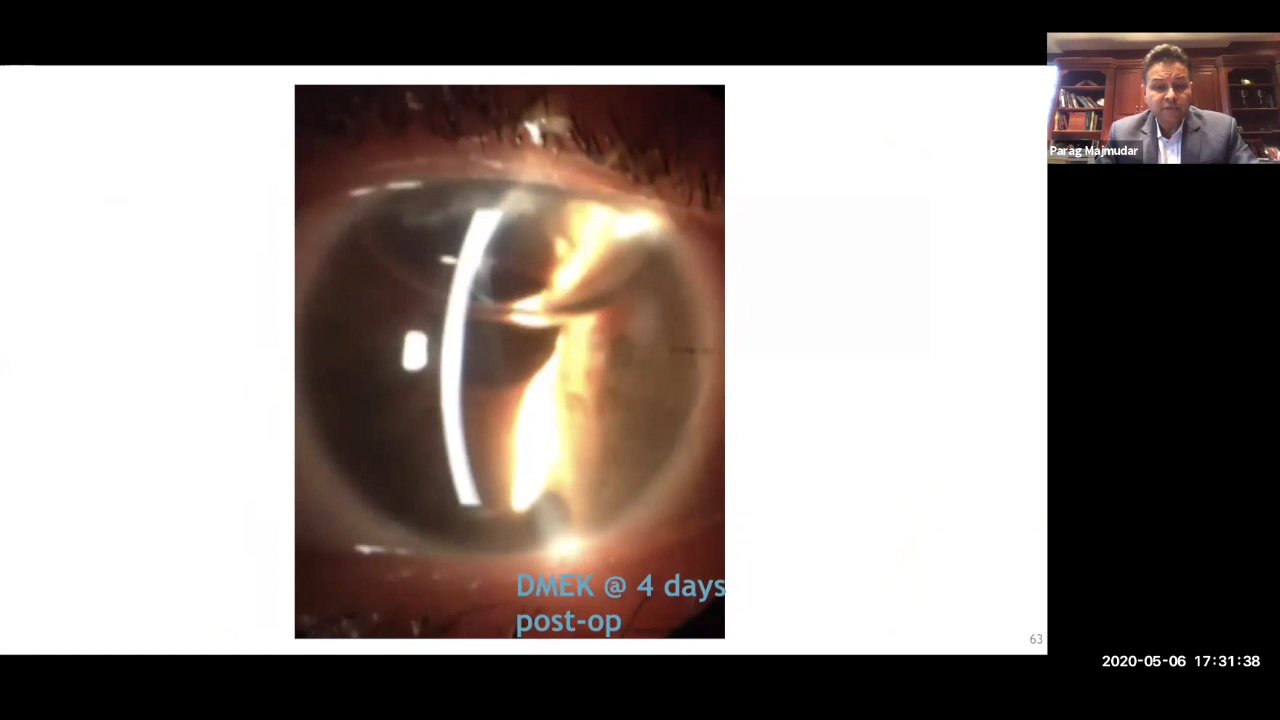 Parag Majmudar
DMEK @ 4 days
post-op
63
2020-05-06 17:31:38